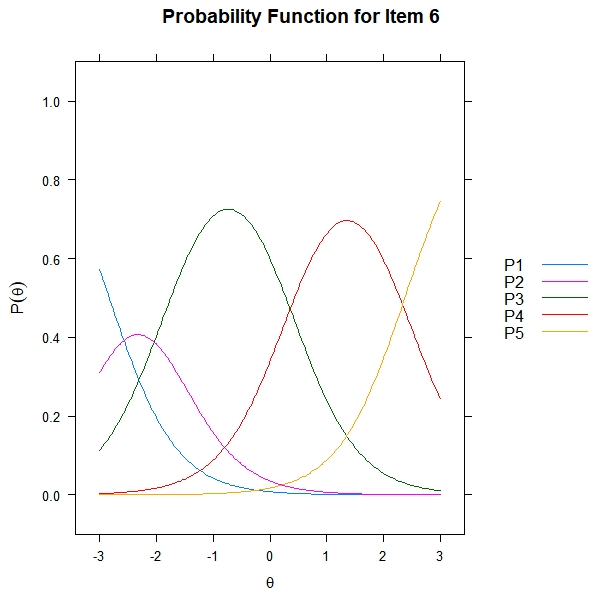 Probability Function for Item 6
P(θ)
1.0
0.8
0.6
0.4
0.2
0.0
-3 -2 -1 0 1 2 3
θ
P1
P2
P3
P4
P5